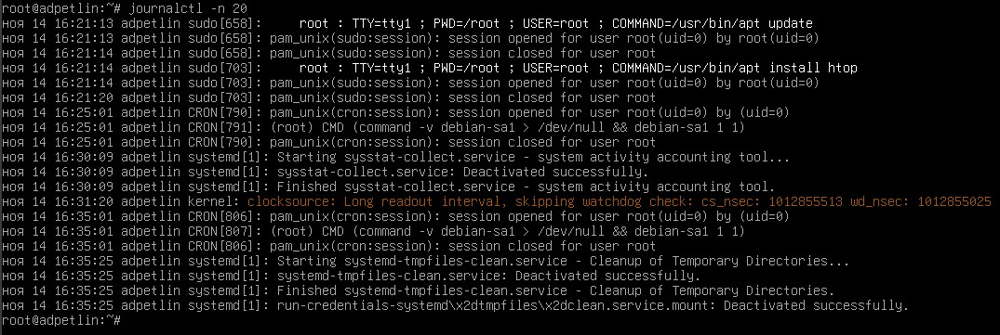 root@adpetlin:~# journalctl -n 20
ноя 14 16:21:13 adpetlin sudo[658]:     root : TTY=tty1 ; PWD=/root ; USER=root ; COMMAND=/usr/bin/apt update
ноя 14 16:21:13 adpetlin sudo[658]: pam_unix(sudo:session): session opened for user root(uid=0) by root(uid=0)
ноя 14 16:21:14 adpetlin sudo[658]: pam_unix(sudo:session): session closed for user root
ноя 14 16:21:14 adpetlin sudo[703]:     root : TTY=tty1 ; PWD=/root ; USER=root ; COMMAND=/usr/bin/apt install htop
ноя 14 16:21:14 adpetlin sudo[703]: pam_unix(sudo:session): session opened for user root(uid=0) by root(uid=0)
ноя 14 16:21:20 adpetlin sudo[703]: pam_unix(sudo:session): session closed for user root
ноя 14 16:25:01 adpetlin CRON[790]: pam_unix(cron:session): session opened for user root(uid=0) by (uid=0)
ноя 14 16:25:01 adpetlin CRON[791]: (root) CMD (command -v debian-sa1 > /dev/null && debian-sa1 1 1)
ноя 14 16:25:01 adpetlin CRON[790]: pam_unix(cron:session): session closed for user root
ноя 14 16:30:09 adpetlin systemd[1]: Starting sysstat-collect.service - system activity accounting tool...
ноя 14 16:30:09 adpetlin systemd[1]: sysstat-collect.service: Deactivated successfully.
ноя 14 16:30:09 adpetlin systemd[1]: Finished sysstat-collect.service - system activity accounting tool.
ноя 14 16:31:20 adpetlin kernel: clocksource: Long readout interval, skipping watchdog check: cs_nsec: 1012855513 wd_nsec: 1012855025
ноя 14 16:35:01 adpetlin CRON[806]: pam_unix(cron:session): session opened for user root(uid=0) by (uid=0)
ноя 14 16:35:01 adpetlin CRON[807]: (root) CMD (command -v debian-sa1 > /dev/null && debian-sa1 1 1)
ноя 14 16:35:01 adpetlin CRON[806]: pam_unix(cron:session): session closed for user root
ноя 14 16:35:25 adpetlin systemd[1]: Starting systemd-tmpfiles-clean.service - Cleanup of Temporary Directories...
ноя 14 16:35:25 adpetlin systemd[1]: systemd-tmpfiles-clean.service: Deactivated successfully.
ноя 14 16:35:25 adpetlin systemd[1]: Finished systemd-tmpfiles-clean.service - Cleanup of Temporary Directories.
ноя 14 16:35:25 adpetlin systemd[1]: run-credentials-systemd\x2dtmpfiles\x2dclean.service.mount: Deactivated successfully.
root@adpetlin:~#